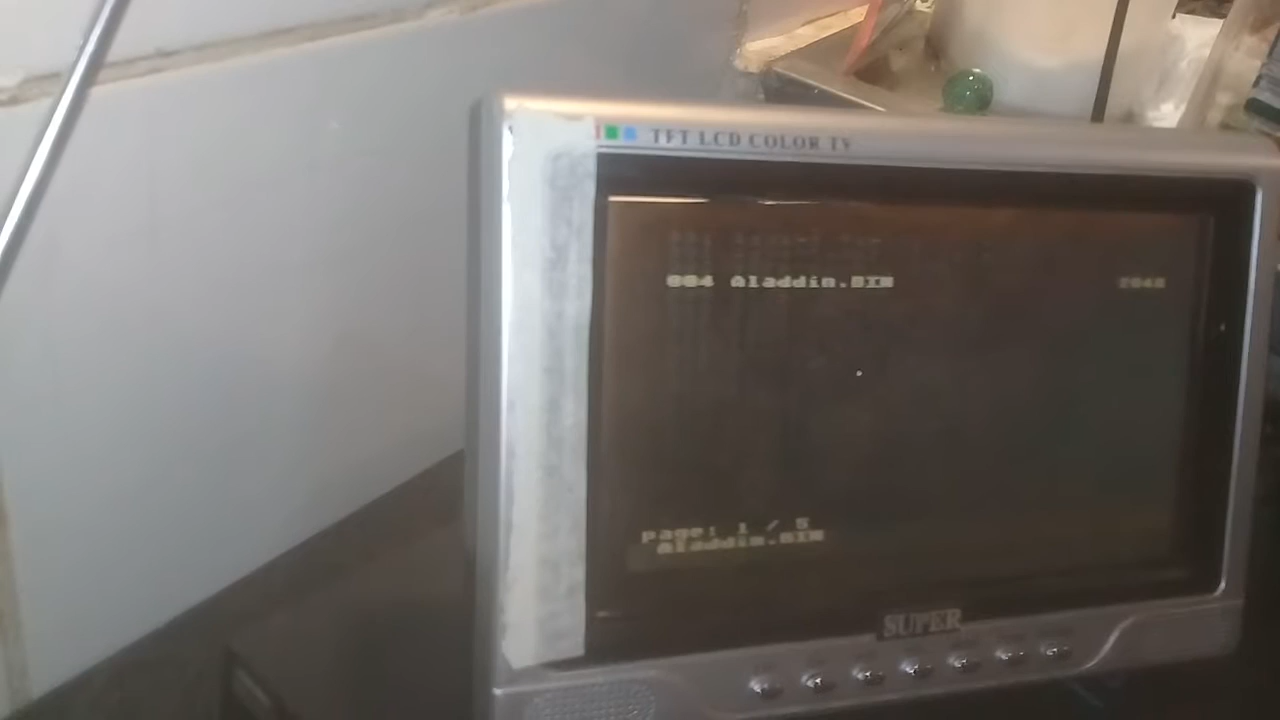 TFT LCD COLOR TV
004 Aladdin.BIN 2048
Page: 1 / 5
Aladdin.BIN
SUPER